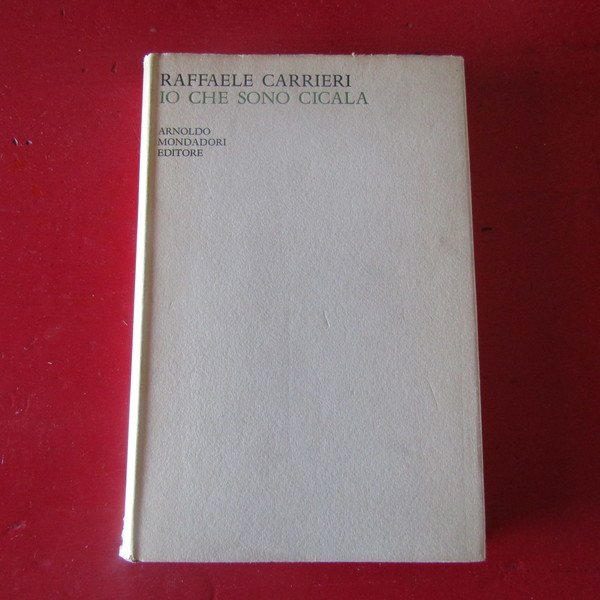 RAFFAELE CARRIERI
IO CHE SONO CICALA
ARNOLDO
MONDADORI
EDITORE